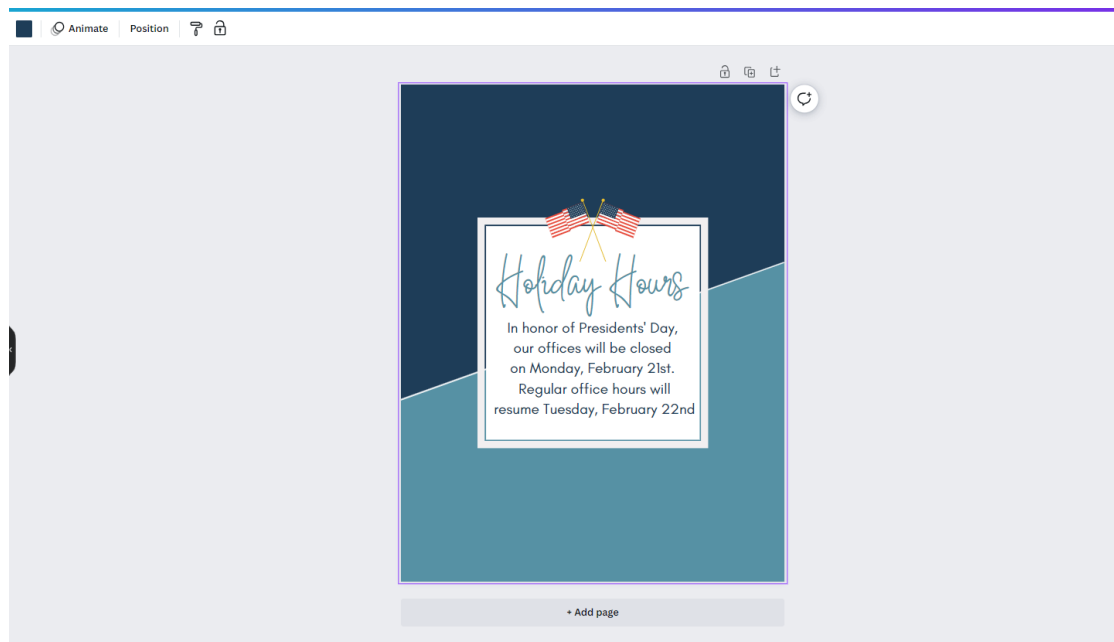 Animate Position
Holiday Hours
In honor of Presidents' Day,
our offices will be closed
on Monday, February 21st.
Regular office hours will
resume Tuesday, February 22nd
+ Add page